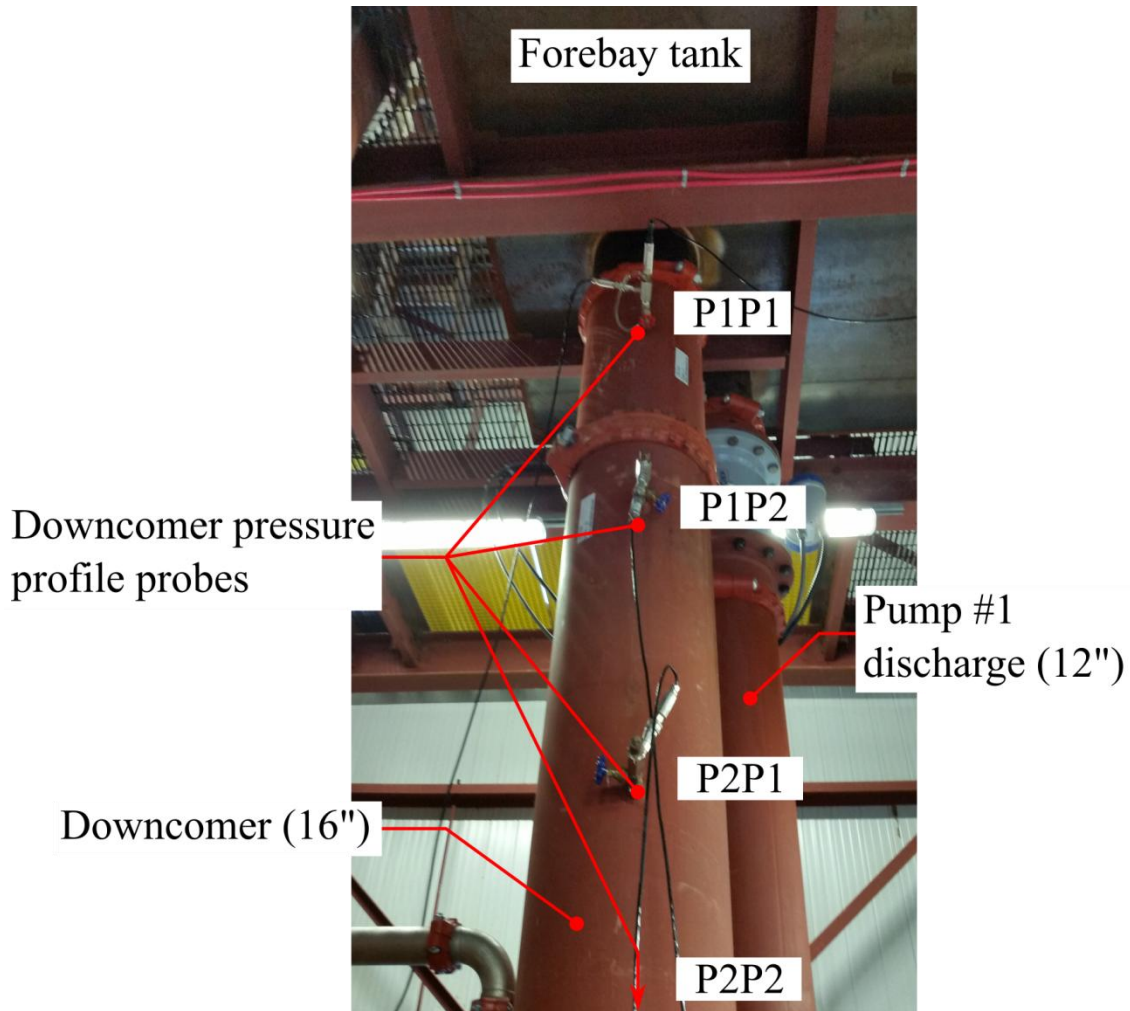 Forebay tank
P1P1
P1P2
Downcomer pressure
profile probes
Pump #1
discharge (12")
P2P1
Downcomer (16")
P2P2